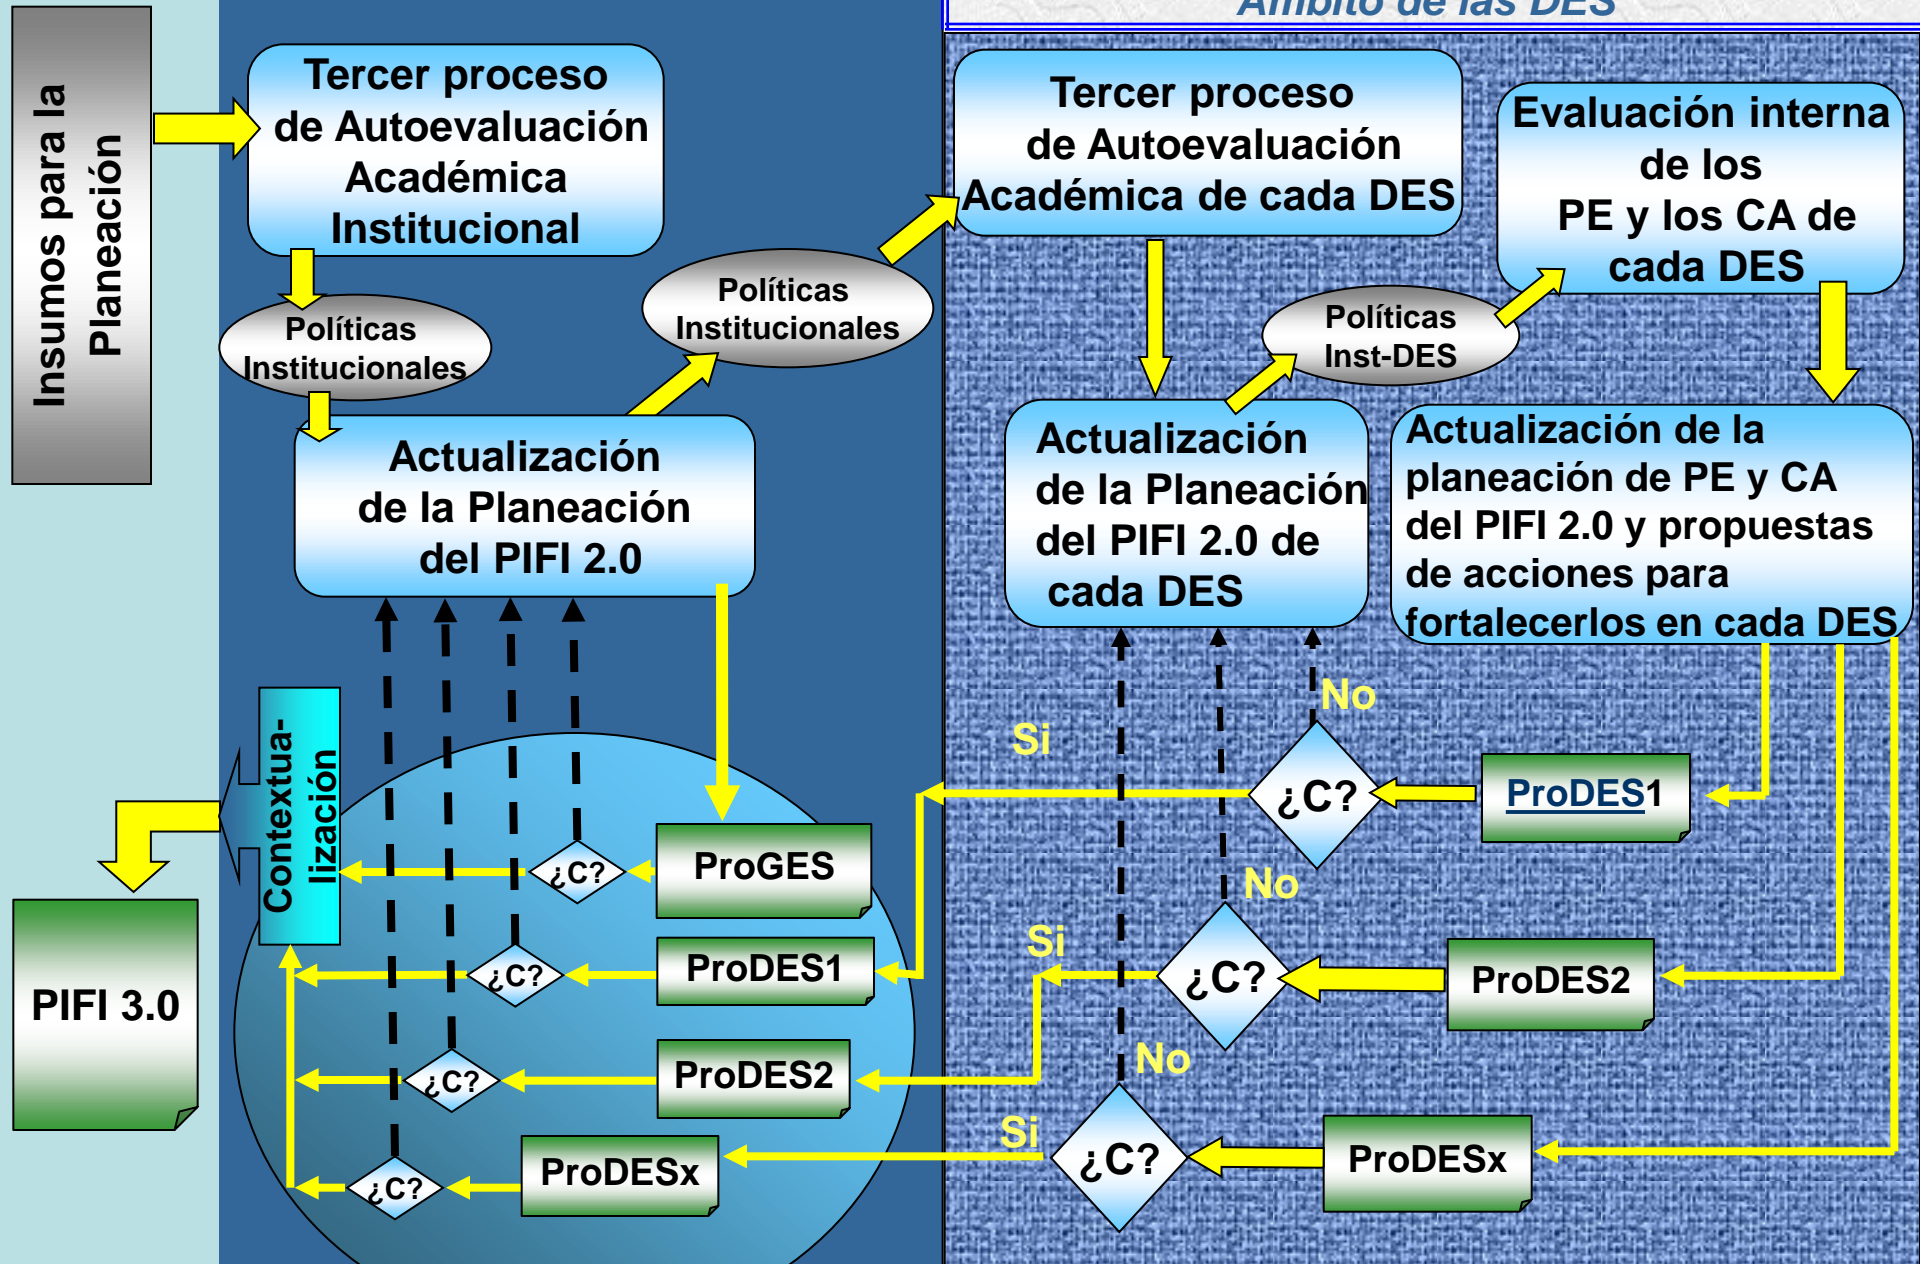 Ámbito de las DES
Insumos para la
Planeación
Tercer proceso
de Autoevaluación
Académica
Institucional
Políticas
Institucionales
Actualización
de la Planeación
del PIFI 2.0
Políticas
Institucionales
Tercer proceso
de Autoevaluación
Académica de cada DES
Actualización
de la Planeación
del PIFI 2.0 de
cada DES
Políticas
Inst-DES
Evaluación interna
de los
PE y los CA de
cada DES
Actualización de la
planeación de PE y CA
del PIFI 2.0 y propuestas
de acciones para
fortalecerlos en cada DES
No
Si
¿C?
ProDES1
No
Si
¿C?
ProDES2
No
Si
¿C?
ProDESx
Contextua-
lización
¿C?
ProGES
¿C?
ProDES1
¿C?
ProDES2
¿C?
ProDESx
PIFI 3.0